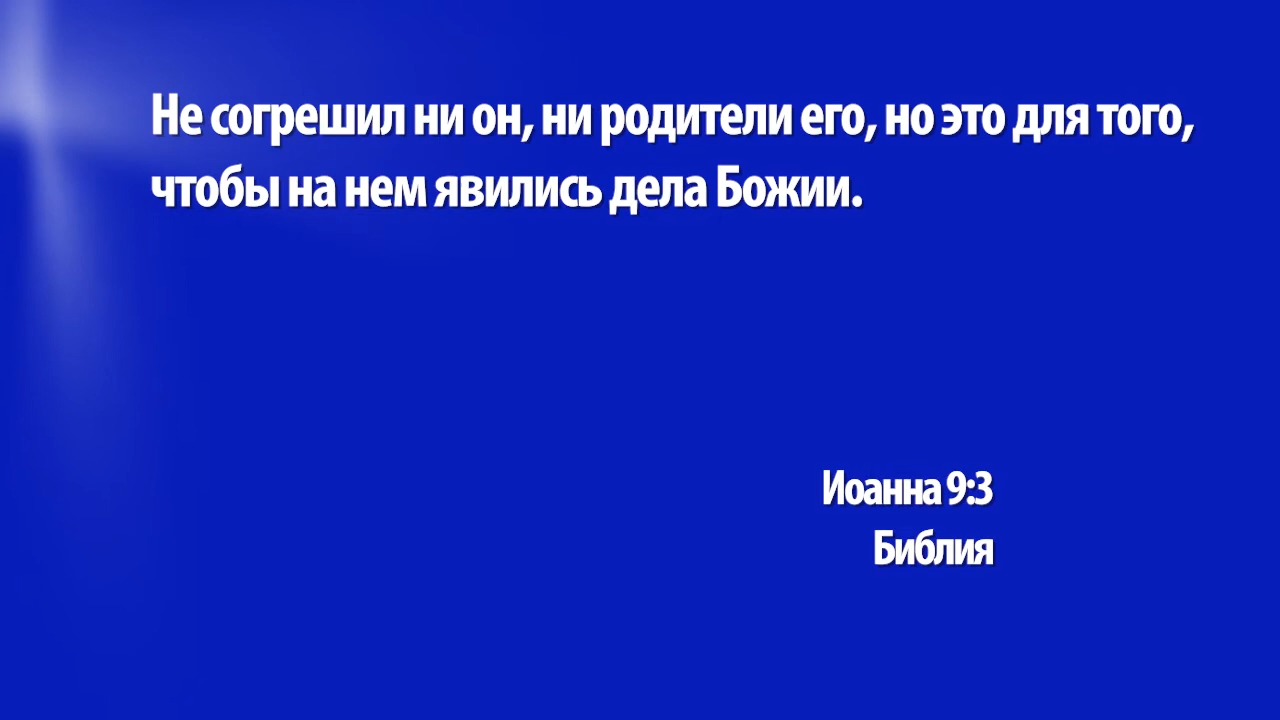 Не согрешил ни он, ни родители его, но это для того,
чтобы на нем явились дела Божии.
Иоанна 9:3
Библия